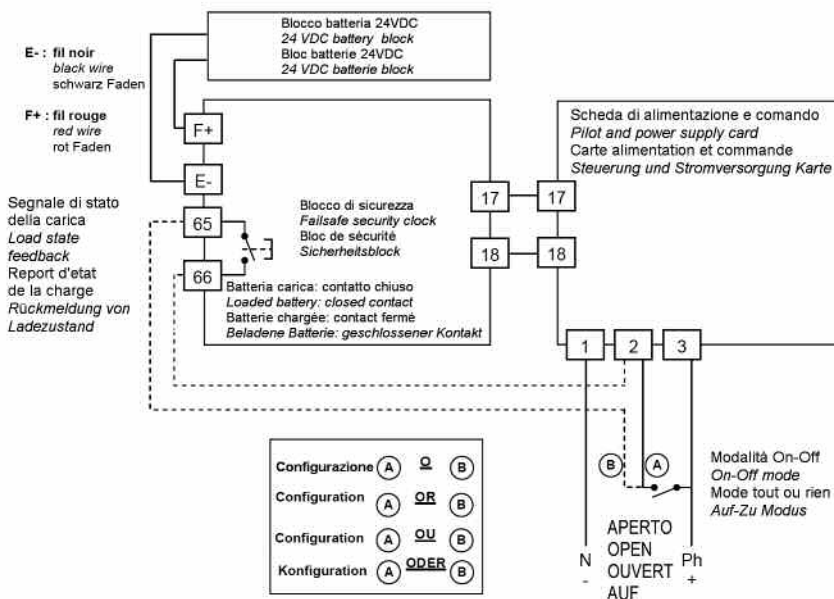 Blocco batteria 24VDC
24 VDC battery block
Bloc batterie 24VDC
24 VDC batterie block
E- : fil noir
black wire
schwarz Faden
F+ : fil rouge
red wire
rot Faden
F+
E-
65
66
Segnale di stato
della carica
Load state
feedback
Report d'etat
de la charge
Rückmeldung von
Ladezustand
Blocco di sicurezza
Failsafe security clock
Bloc de sécurité
Sicherheitsblock
Batteria carica: contatto chiuso
Loaded battery: closed contact
Batterie chargée: contact fermé
Beladene Batterie: geschlossener Kontakt
17
18
17
18
Scheda di alimentazione e comando
Pilot and power supply card
Carte alimentation et commande
Steuerung und Stromversorgung Karte
1
2
3
B
A
Modalità On-Off
On-Off mode
Mode tout ou rien
Auf-Zu Modus
N
-
APERTO
OPEN
OUVERT
AUF
Ph
+
Configurazione A O B
Configuration A OR B
Configuration A OU B
Konfiguration A ODER B